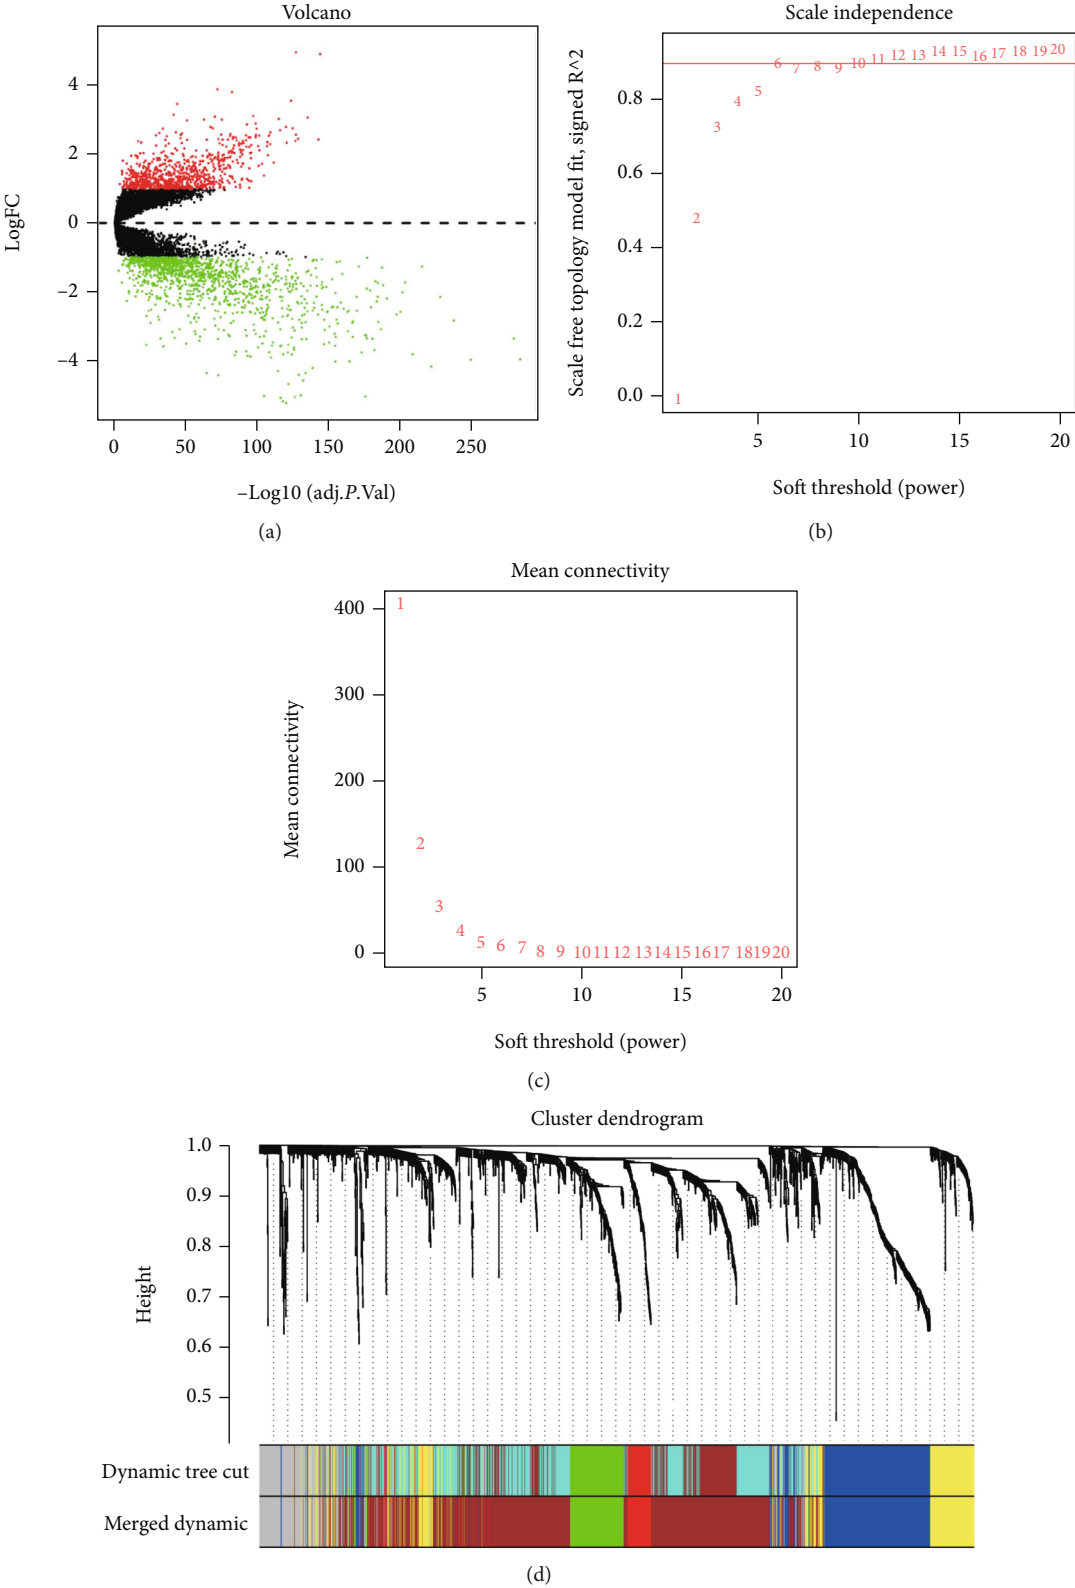 Volcano
LogFC
4
2
0
−2
−4
0 50 100 150 200 250
−Log10 (adj.P.Val)
(a)
Scale independence
Scale free topology model fit, signed R^2
0.8
0.6
0.4
0.2
0.0
1 2 3 4 5 6 7 8 9 10 11 12 13 14 15 16 17 18 19 20
5 10 15 20
Soft threshold (power)
(b)
Mean connectivity
Mean connectivity
400
300
200
100
0
1 2 3 4 5 6 7 8 9 10 11 12 13 14 15 16 17 18 19 20
5 10 15 20
Soft threshold (power)
(c)
Cluster dendrogram
Height
1.0
0.9
0.8
0.7
0.6
0.5
Dynamic tree cut
Merged dynamic
(d)